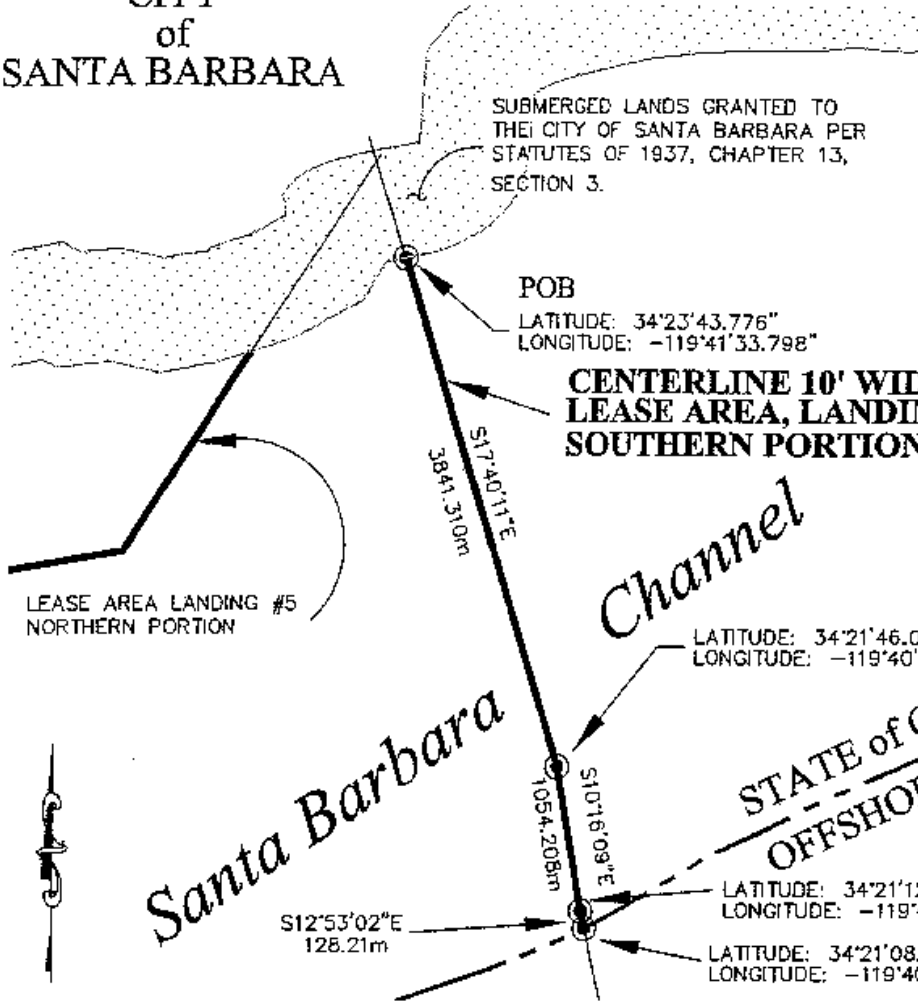 of
SANTA BARBARA
SUBMERGED LANDS GRANTED TO
THE CITY OF SANTA BARBARA PER
STATUTES OF 1937, CHAPTER 13,
SECTION 3.
POB
LATITUDE: 34°23'43.776"
LONGITUDE: -119°41'33.798"
CENTERLINE 10'
LEASE AREA,
SOUTHERN PORTION
S17°40'11"E
3841.310m
Channel
LEASE AREA LANDING #5
NORTHERN PORTION
LATITUDE: 34°21'46.0
LONGITUDE: -119°40'
Santa Barbara
STATE of
S10°16'09"E
1054.208m
LATITUDE: 34°21'12
LONGITUDE: -119°4
S12°53'02"E
128.21m
LATITUDE: 34°21'08.
LONGITUDE: -119°40